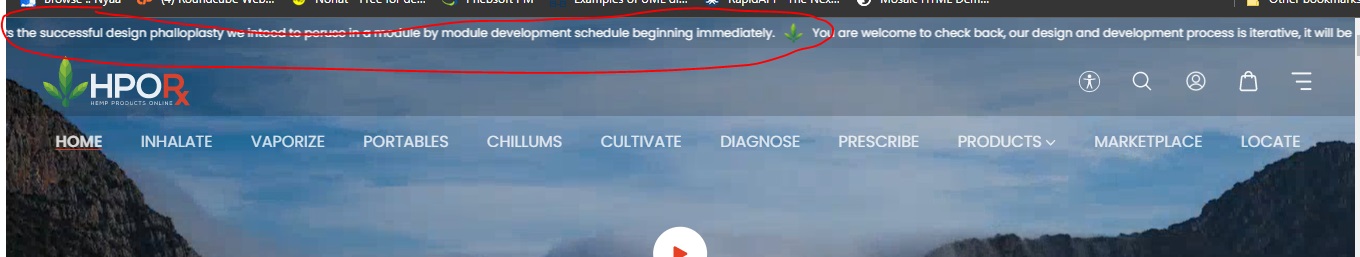 Browse :: Nyaa (4) Roundcube Web... Nohat - Free for de... Phebsoft PM Examples of UML di... RapidAPI - The NEX... Mosaic HTML Dem... Other bookmarks
s the successful design phalloplasty we intend to peruse in a module by module development schedule beginning immediately. You are welcome to check back, our design and development process is iterative, it will be
HPORx
HEMP PRODUCTS ONLINE
HOME INHALATE VAPORIZE PORTABLES CHILLUMS CULTIVATE DIAGNOSE PRESCRIBE PRODUCTS MARKETPLACE LOCATE